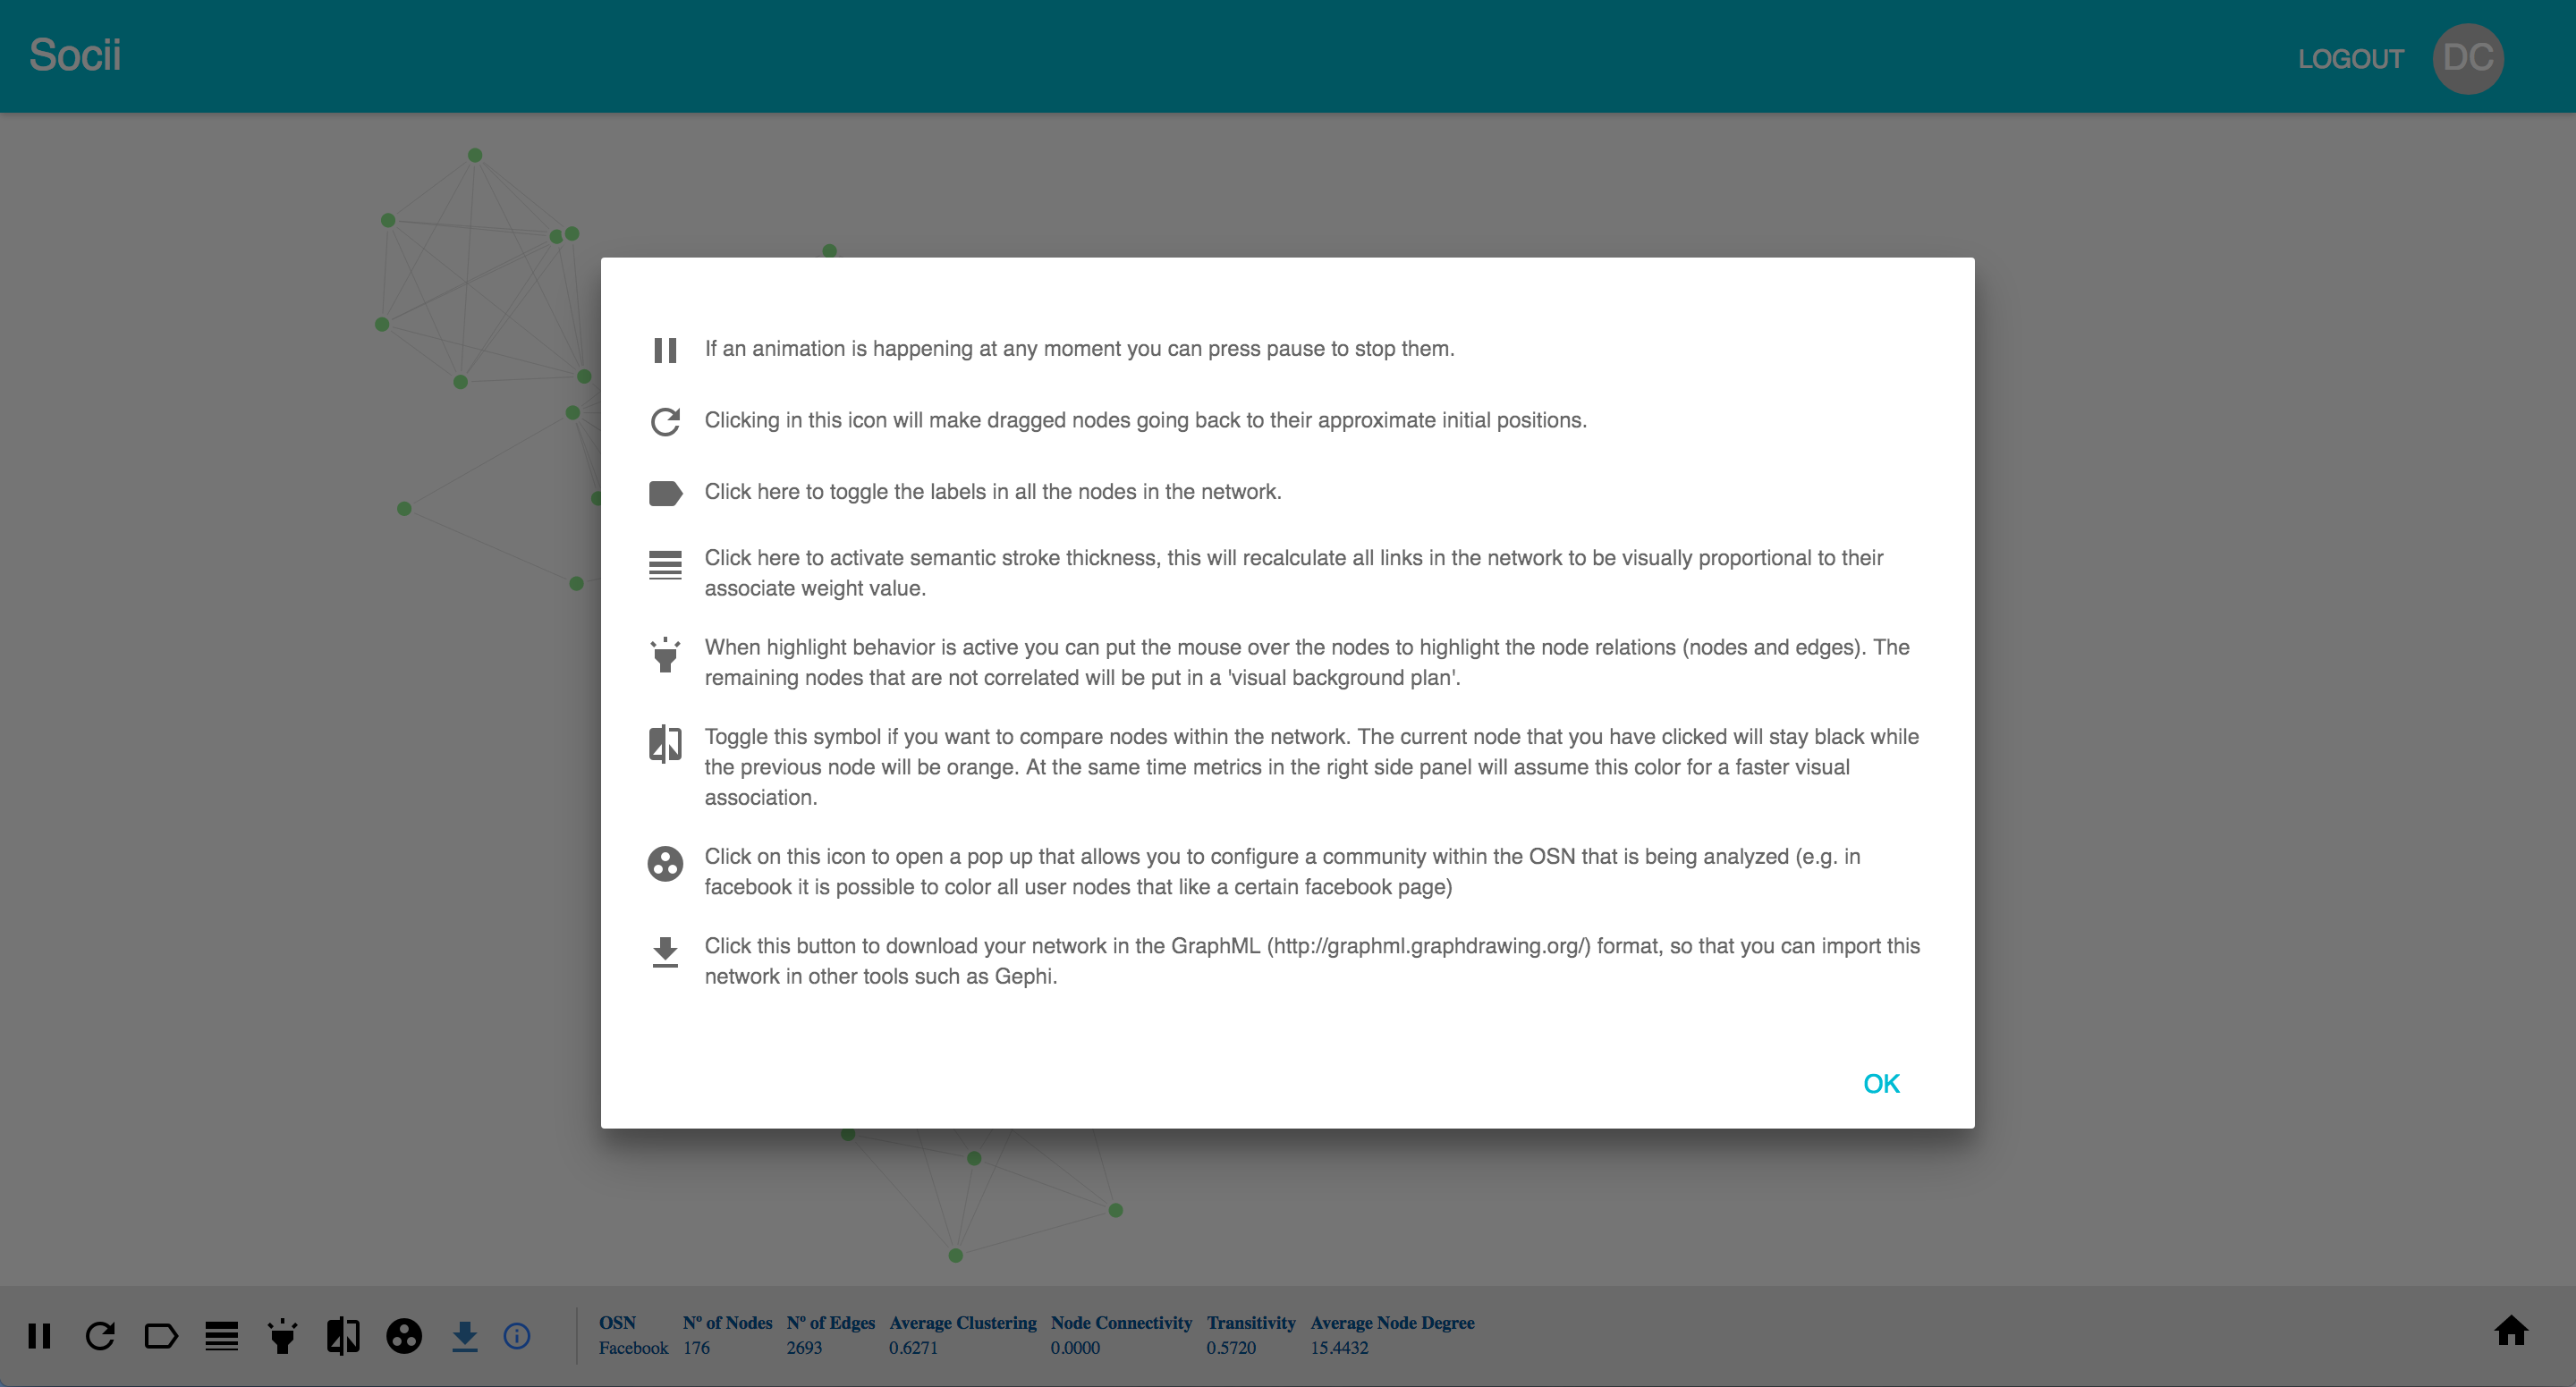 Socii
LOGOUT DC
If an animation is happening at any moment you can press pause to stop them.
Clicking in this icon will make dragged nodes going back to their approximate initial positions.
Click here to toggle the labels in all the nodes in the network.
Click here to activate semantic stroke thickness, this will recalculate all links in the network to be visually proportional to their
associate weight value.
When highlight behavior is active you can put the mouse over the nodes to highlight the node relations (nodes and edges). The
remaining nodes that are not correlated will be put in a 'visual background plan'.
Toggle this symbol if you want to compare nodes within the network. The current node that you have clicked will stay black while
the previous node will be orange. At the same time metrics in the right side panel will assume this color for a faster visual
association.
Click on this icon to open a pop up that allows you to configure a community within the OSN that is being analyzed (e.g. in
facebook it is possible to color all user nodes that like a certain facebook page)
Click this button to download your network in the GraphML (http://graphml.graphdrawing.org/) format, so that you can import this
network in other tools such as Gephi.
OK
OSN Nº of Nodes Nº of Edges Average Clustering Node Connectivity Transitivity Average Node Degree
Facebook 176 2693 0.6271 0.0000 0.5720 15.4432